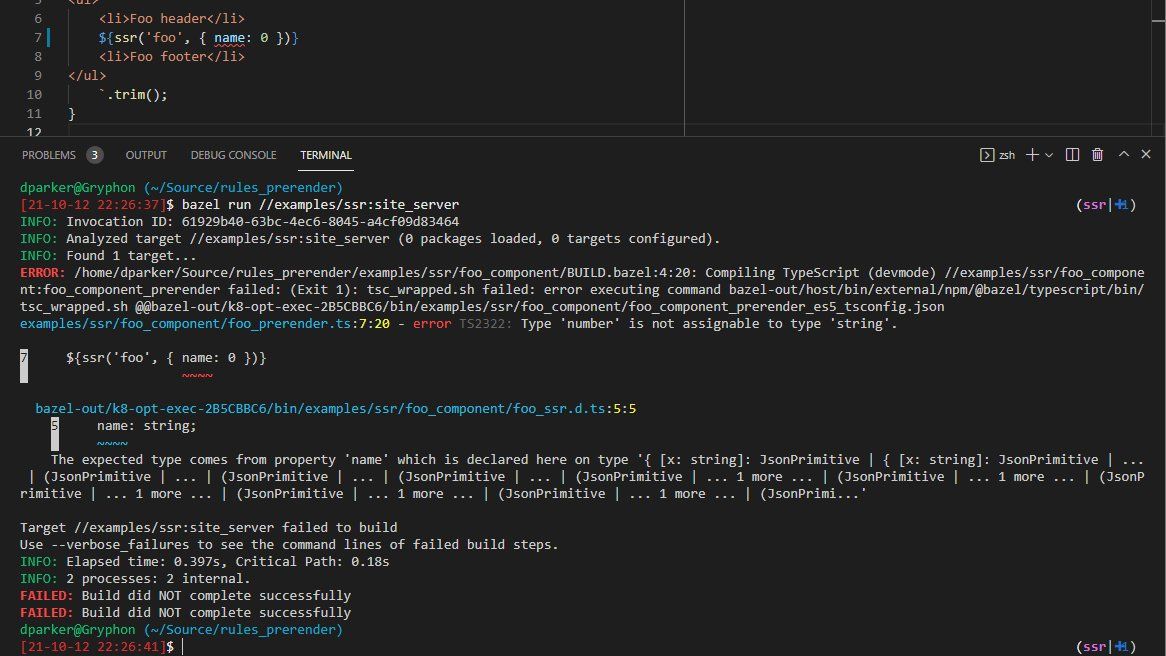 5 <ul>
6 <li>Foo header</li>
7 ${ssr('foo', { name: 0 })}
8 <li>Foo footer</li>
9 </ul>
10 `.trim();
11 }
12
PROBLEMS 3 OUTPUT DEBUG CONSOLE TERMINAL zsh
dparker@Gryphon (~/Source/rules_prerender)
[21-10-12 22:26:37]$ bazel run //examples/ssr:site_server (ssr|✚1)
INFO: Invocation ID: 61929b40-63bc-4ec6-8045-a4cf09d83464
INFO: Analyzed target //examples/ssr:site_server (0 packages loaded, 0 targets configured).
INFO: Found 1 target...
ERROR: /home/dparker/Source/rules_prerender/examples/ssr/foo_component/BUILD.bazel:4:20: Compiling TypeScript (devmode) //examples/ssr/foo_compone
nt:foo_component_prerender failed: (Exit 1): tsc_wrapped.sh failed: error executing command bazel-out/host/bin/external/npm/@bazel/typescript/bin/
tsc_wrapped.sh @@bazel-out/k8-opt-exec-2B5CBBC6/bin/examples/ssr/foo_component/foo_component_prerender_es5_tsconfig.json
examples/ssr/foo_component/foo_prerender.ts:7:20 - error TS2322: Type 'number' is not assignable to type 'string'.
7 ${ssr('foo', { name: 0 })}
~~~~
bazel-out/k8-opt-exec-2B5CBBC6/bin/examples/ssr/foo_component/foo_ssr.d.ts:5:5
5 name: string;
~~~~
The expected type comes from property 'name' which is declared here on type '{ [x: string]: JsonPrimitive | { [x: string]: JsonPrimitive | ...
| (JsonPrimitive | ... | (JsonPrimitive | ... | (JsonPrimitive | ... | (JsonPrimitive | ... 1 more ... | (JsonPrimitive | ... 1 more ... | (JsonP
rimitive | ... 1 more ... | (JsonPrimitive | ... 1 more ... | (JsonPrimitive | ... 1 more ... | (JsonPrimi...'
Target //examples/ssr:site_server failed to build
Use --verbose_failures to see the command lines of failed build steps.
INFO: Elapsed time: 0.397s, Critical Path: 0.18s
INFO: 2 processes: 2 internal.
FAILED: Build did NOT complete successfully
FAILED: Build did NOT complete successfully
dparker@Gryphon (~/Source/rules_prerender)
[21-10-12 22:26:41]$ (ssr|✚1)